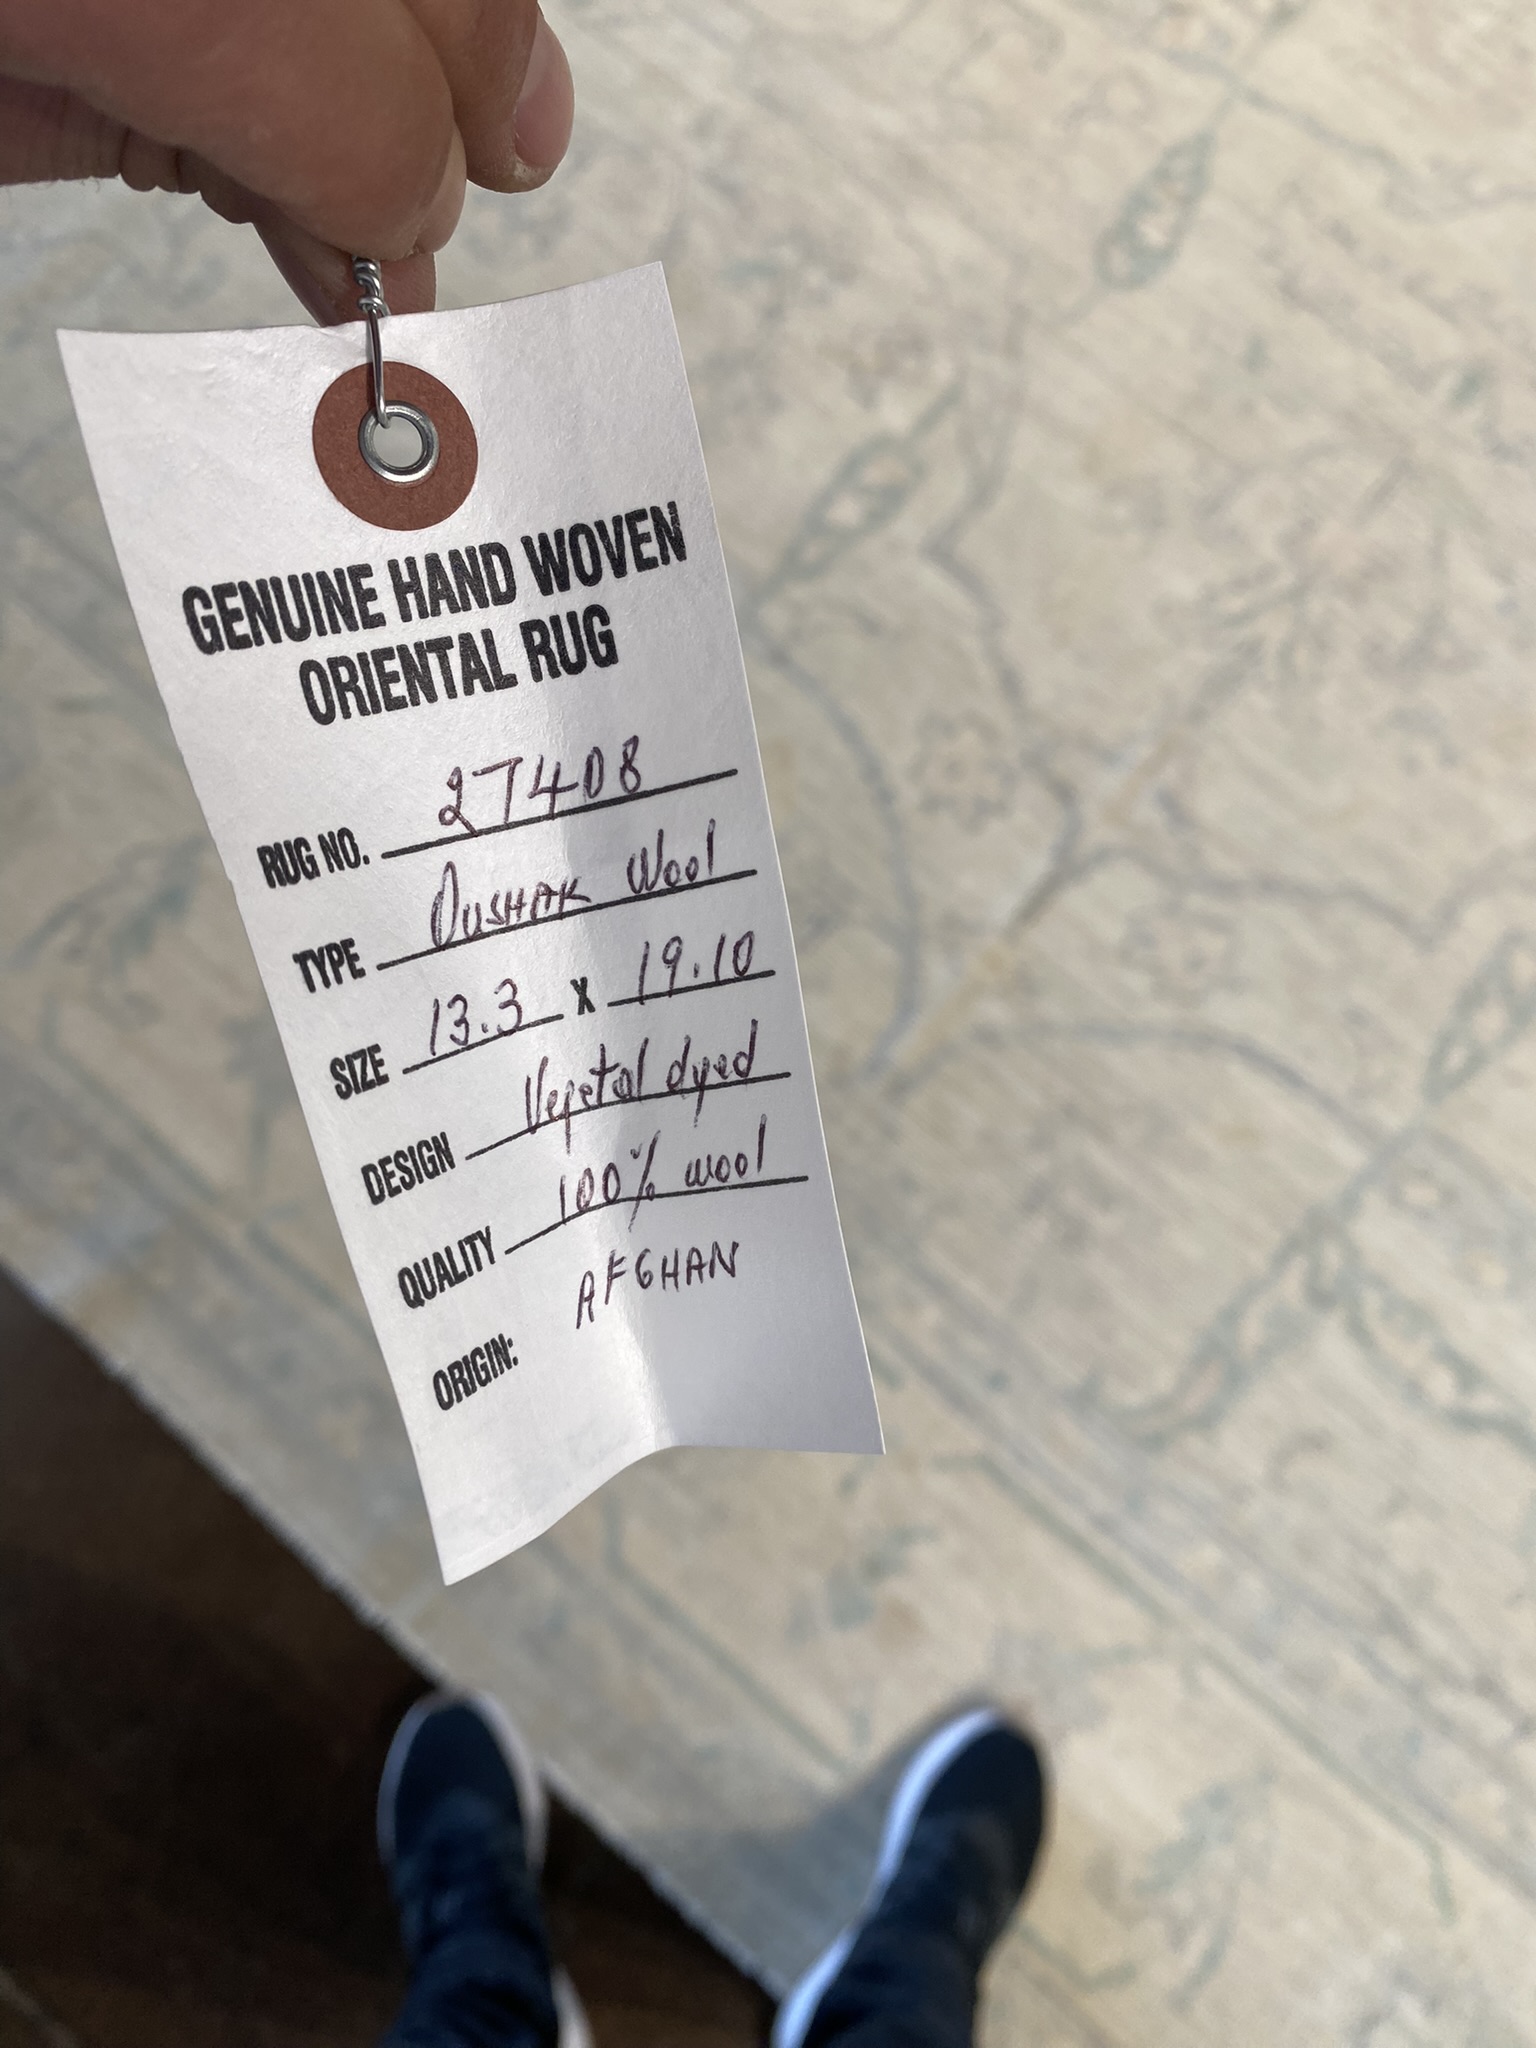 GENUINE HAND WOVEN
ORIENTAL RUG
RUG NO. 27408
TYPE OUSHAK Wool
SIZE 13.3 X 19.10
DESIGN Vegetal dyed
QUALITY 100% wool
ORIGIN: AFGHAN